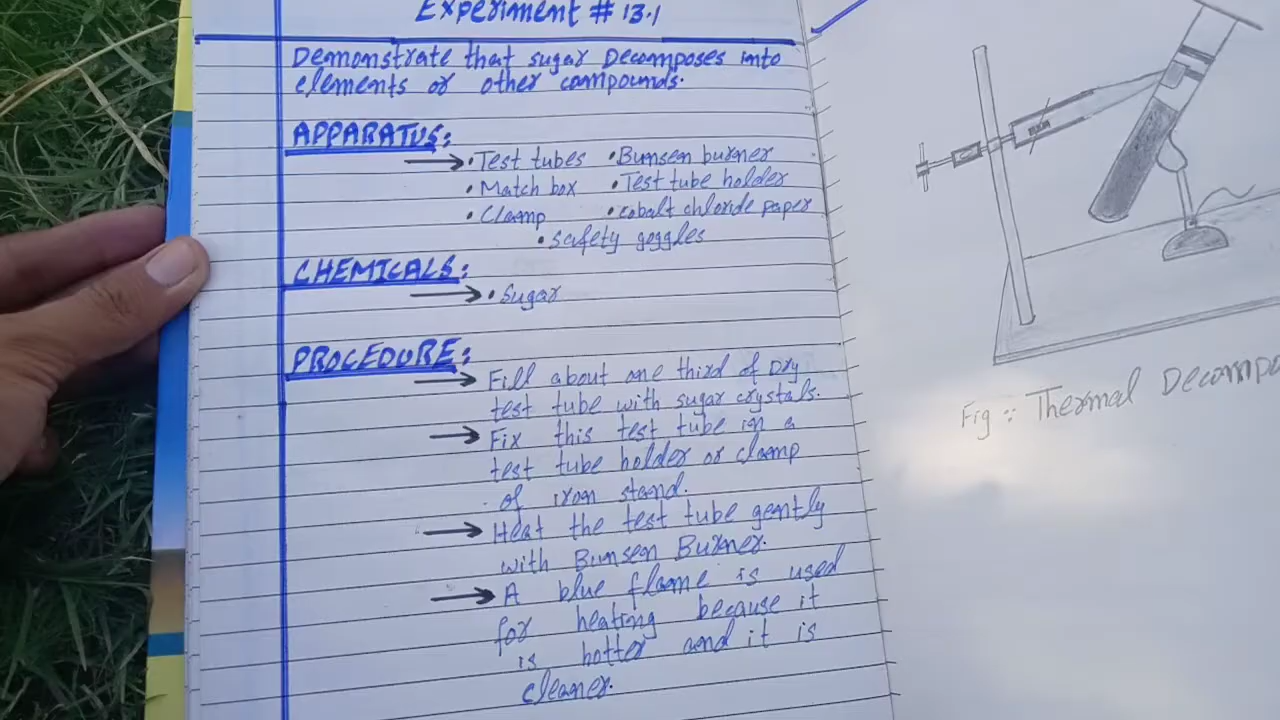 Experiment # 13.1
Demonstrate that sugar Decomposes into
elements or other compounds.
APPARATUS:
→ • Test tubes • Bunsen burner
• Match box • Test tube holder
• Clamp • cobalt chloride paper
• safety goggles
CHEMICALS:
→ • Sugar
PROCEDURE:
→ Fill about one third of Dry
test tube with sugar crystals.
→ Fix this test tube in a
test tube holder or clamp
of iron stand.
→ Heat the test tube gently
with Bunsen Burner.
→ A blue flame is used
for heating because it
is hotter and it is
cleaner.
Fig :: Thermal Decompo